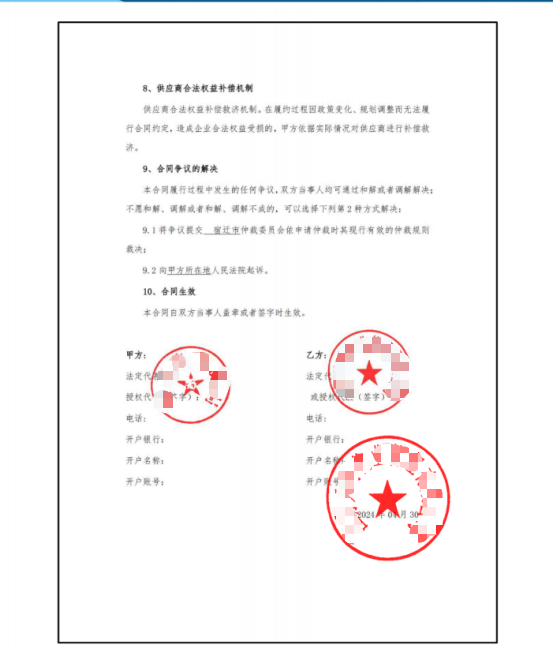 8、供应商合法权益补偿机制
供应商合法权益补偿救济机制。在履约过程因政策变化、规划调整而无法履
行合同约定，造成企业合法权益受损的，甲方依据实际情况对供应商进行补偿救
济。
9、合同争议的解决
本合同履行过程中发生的任何争议，双方当事人均可通过和解或者调解解决；
不愿和解、调解或者和解、调解不成的，可以选择下列第2种方式解决：
9.1将争议提交 宿迁市仲裁委员会依申请仲裁时其现行有效的仲裁规则
裁决；
9.2向甲方所在地人民法院起诉。
10、合同生效
本合同自双方当事人盖章或者签字时生效。
甲方：
法定代
授权代 字）：
电话：
开户银行：
开户名称：
开户账号：
乙方：
法定代
或授权代 （签字）
电话：
开户银行：
开户名称
开户账号
2024年04月30